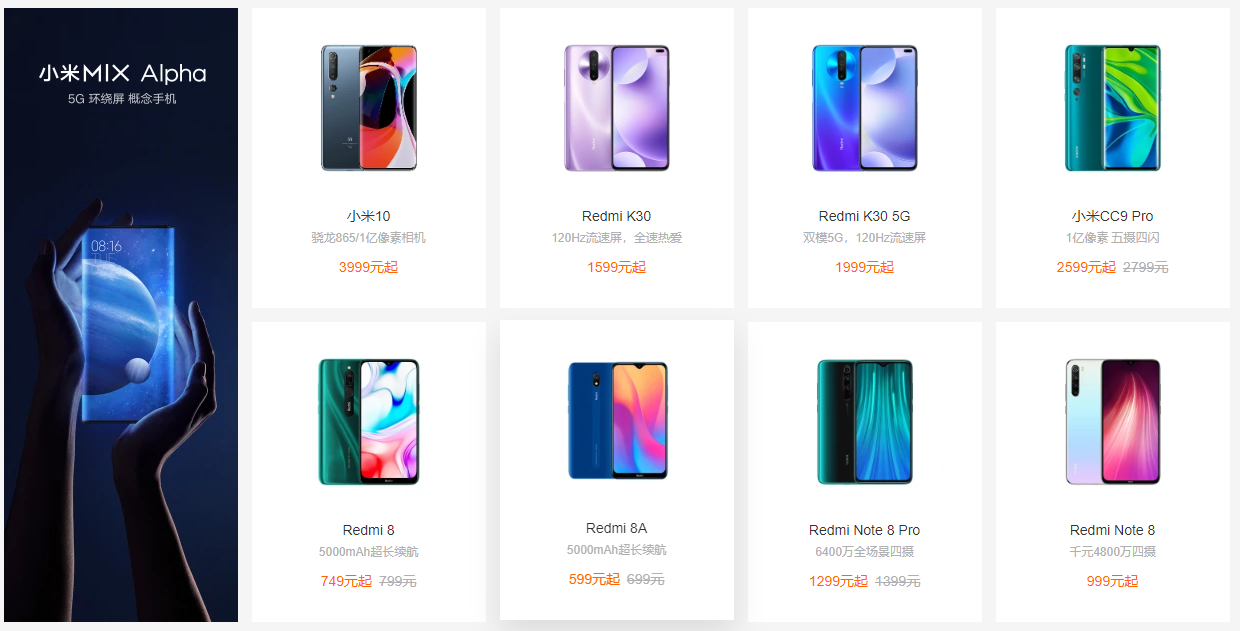 小米MIX Alpha
5G 环绕屏 概念手机
08:16
TUE
小米10
骁龙865/1亿像素相机
3999元起
Redmi K30
120Hz流速屏，全速热爱
1599元起
Redmi K30 5G
双模5G，120Hz流速屏
1999元起
小米CC9 Pro
1亿像素 五摄四闪
2599元起 2799元
Redmi 8
5000mAh超长续航
749元起 799元
Redmi 8A
5000mAh超长续航
599元起 699元
Redmi Note 8 Pro
6400万全场景四摄
1299元起 1399元
Redmi Note 8
千元4800万四摄
999元起